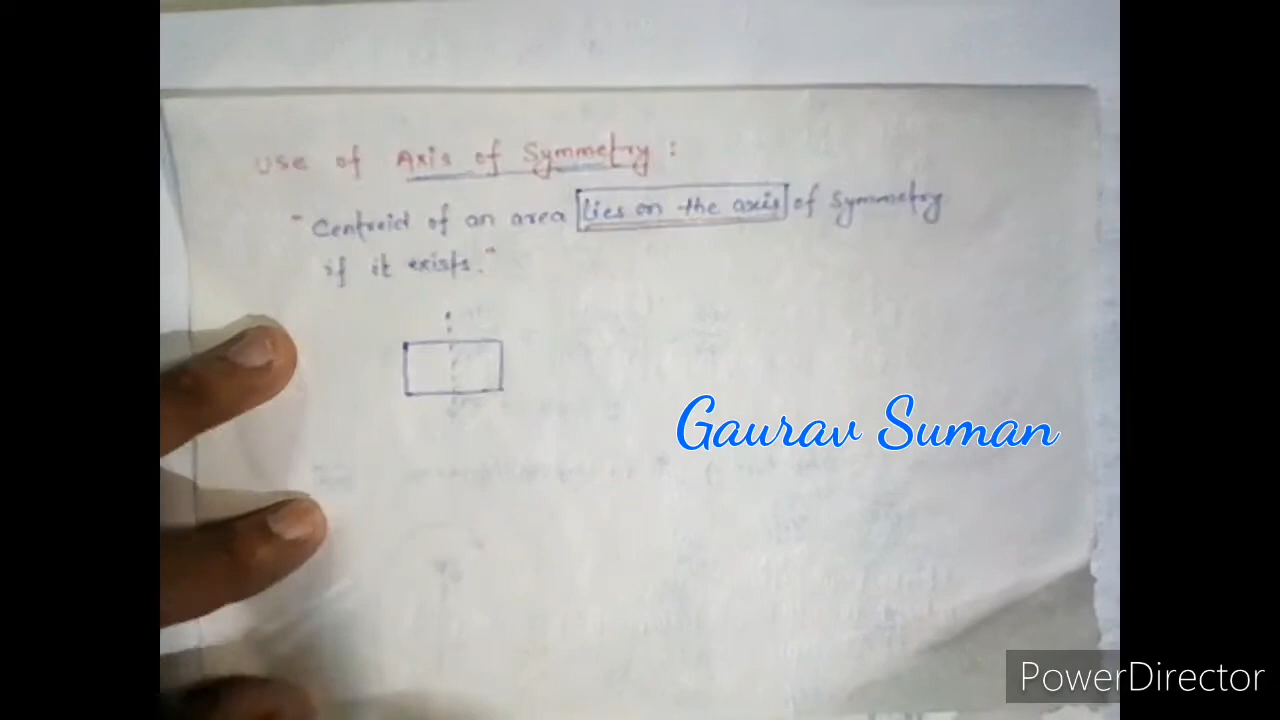 Use of Axis of Symmetry :
"Centroid of an area lies on the axis of symmetry
if it exists."
Gaurav Suman
PowerDirector